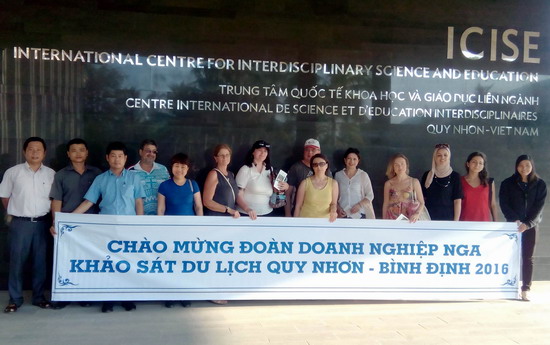 ICISE
INTERNATIONAL CENTRE FOR INTERDISCIPLINARY SCIENCE AND EDUCATION
TRUNG TÂM QUỐC TẾ KHOA HỌC VÀ GIÁO DỤC LIÊN NGÀNH
CENTRE INTERNATIONAL DE SCIENCE ET D'EDUCATION INTERDISCIPLINAIRES
QUY NHON-VIET NAM
CHÀO MỪNG ĐOÀN DOANH NGHIỆP NGA
KHẢO SÁT DU LỊCH QUY NHƠN - BÌNH ĐỊNH 2016